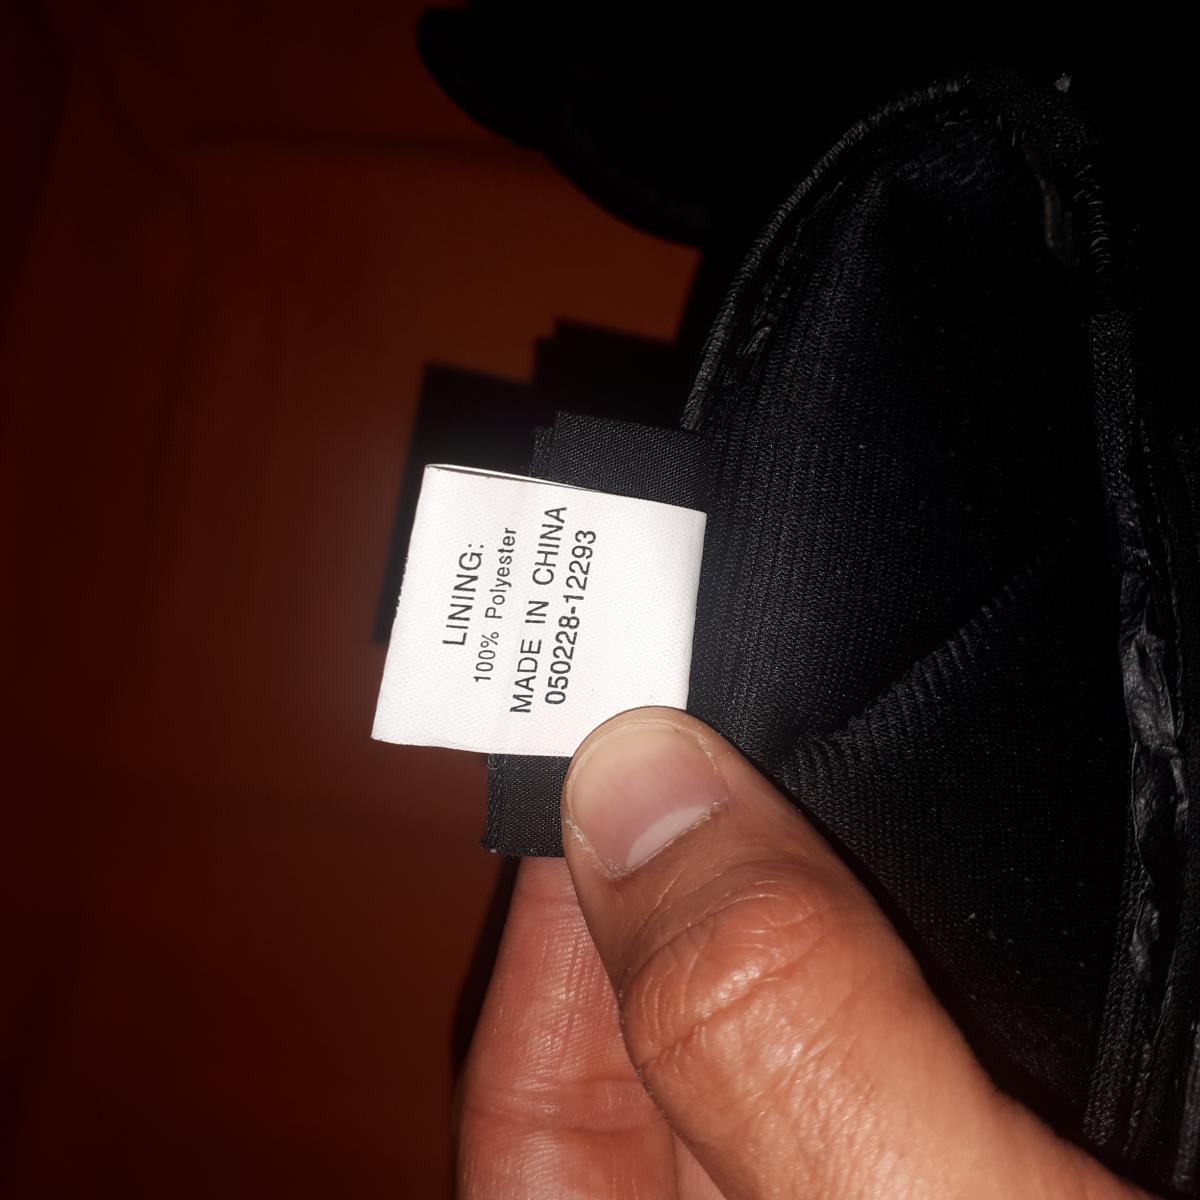 LINING:
100% Polyester
MADE IN CHINA
050228-12293